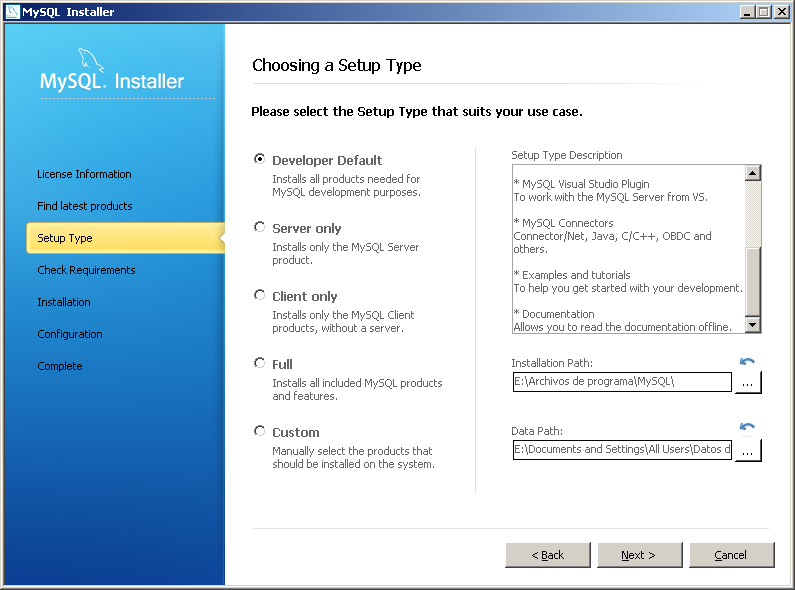 MySQL Installer
MySQL. Installer
License Information
Find latest products
Setup Type
Check Requirements
Installation
Configuration
Complete
Choosing a Setup Type
Please select the Setup Type that suits your use case.
Developer Default
Installs all products needed for
MySQL development purposes.
Server only
Installs only the MySQL Server
product.
Client only
Installs only the MySQL Client
products, without a server.
Full
Installs all included MySQL products
and features.
Custom
Manually select the products that
should be installed on the system.
Setup Type Description
* MySQL Visual Studio Plugin
To work with the MySQL Server from VS.
* MySQL Connectors
Connector/Net, Java, C/C++, OBDC and
others.
* Examples and tutorials
To help you get started with your development.
* Documentation
Allows you to read the documentation offline.
Installation Path:
E:\Archivos de programa\MySQL\
...
Data Path:
E:\Documents and Settings\All Users\Datos d
...
< Back
Next >
Cancel